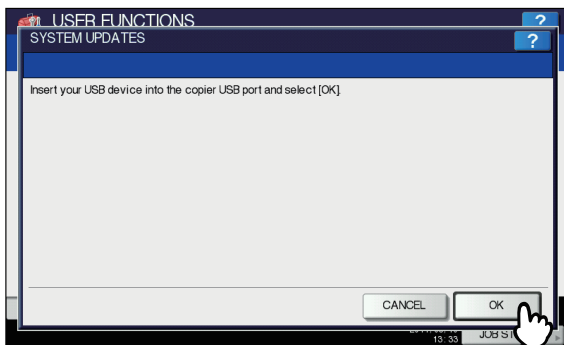 USER FUNCTIONS
?
SYSTEM UPDATES
?
Insert your USB device into the copier USB port and select [OK].
CANCEL
OK
13:33
JOB ST